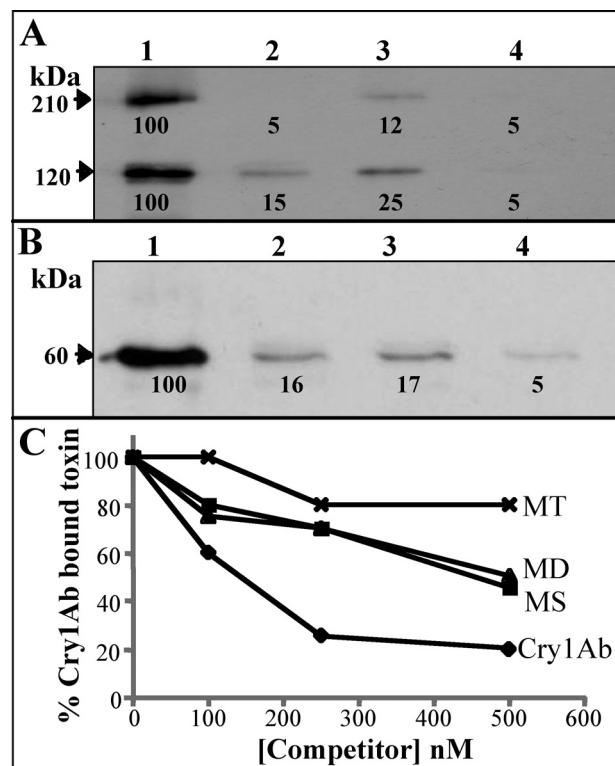 A
1 2 3 4
kDa
210
100 5 12 5
120
100 15 25 5
B
1 2 3 4
kDa
60
100 16 17 5
C
% Cry1Ab bound toxin
100
80
60
40
20
0
MT
MD
MS
Cry1Ab
0 100 200 300 400 500 600
[Competitor] nM